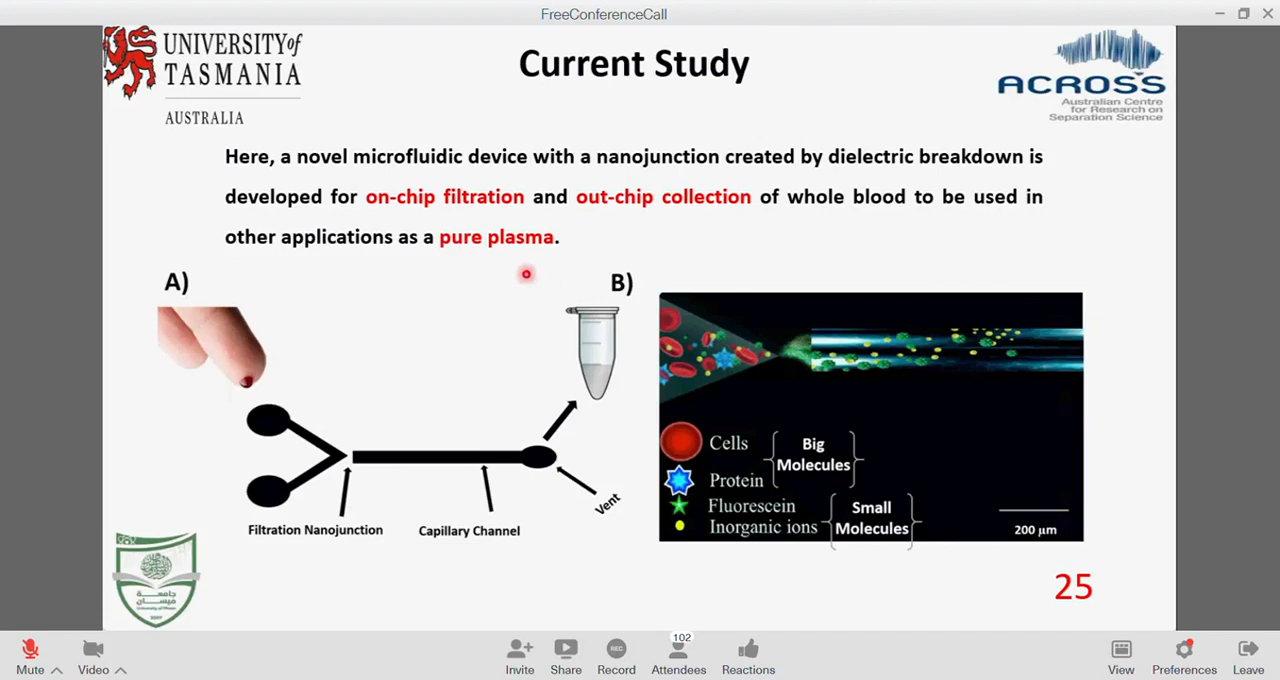 FreeConferenceCall
UNIVERSITY of
TASMANIA
AUSTRALIA
Current Study
ACROSS
Australian Centre
for Research on
Separation Science
Here, a novel microfluidic device with a nanojunction created by dielectric breakdown is
developed for on-chip filtration and out-chip collection of whole blood to be used in
other applications as a pure plasma.
A)
B)
Filtration Nanojunction
Capillary Channel
Vent
Cells
Big
Molecules
Protein
Fluorescein
Inorganic ions
Small
Molecules
200 µm
جامعة
ميسان
25
Mute
Video
Invite
Share
REC
Record
102
Attendees
Reactions
View
Preferences
Leave